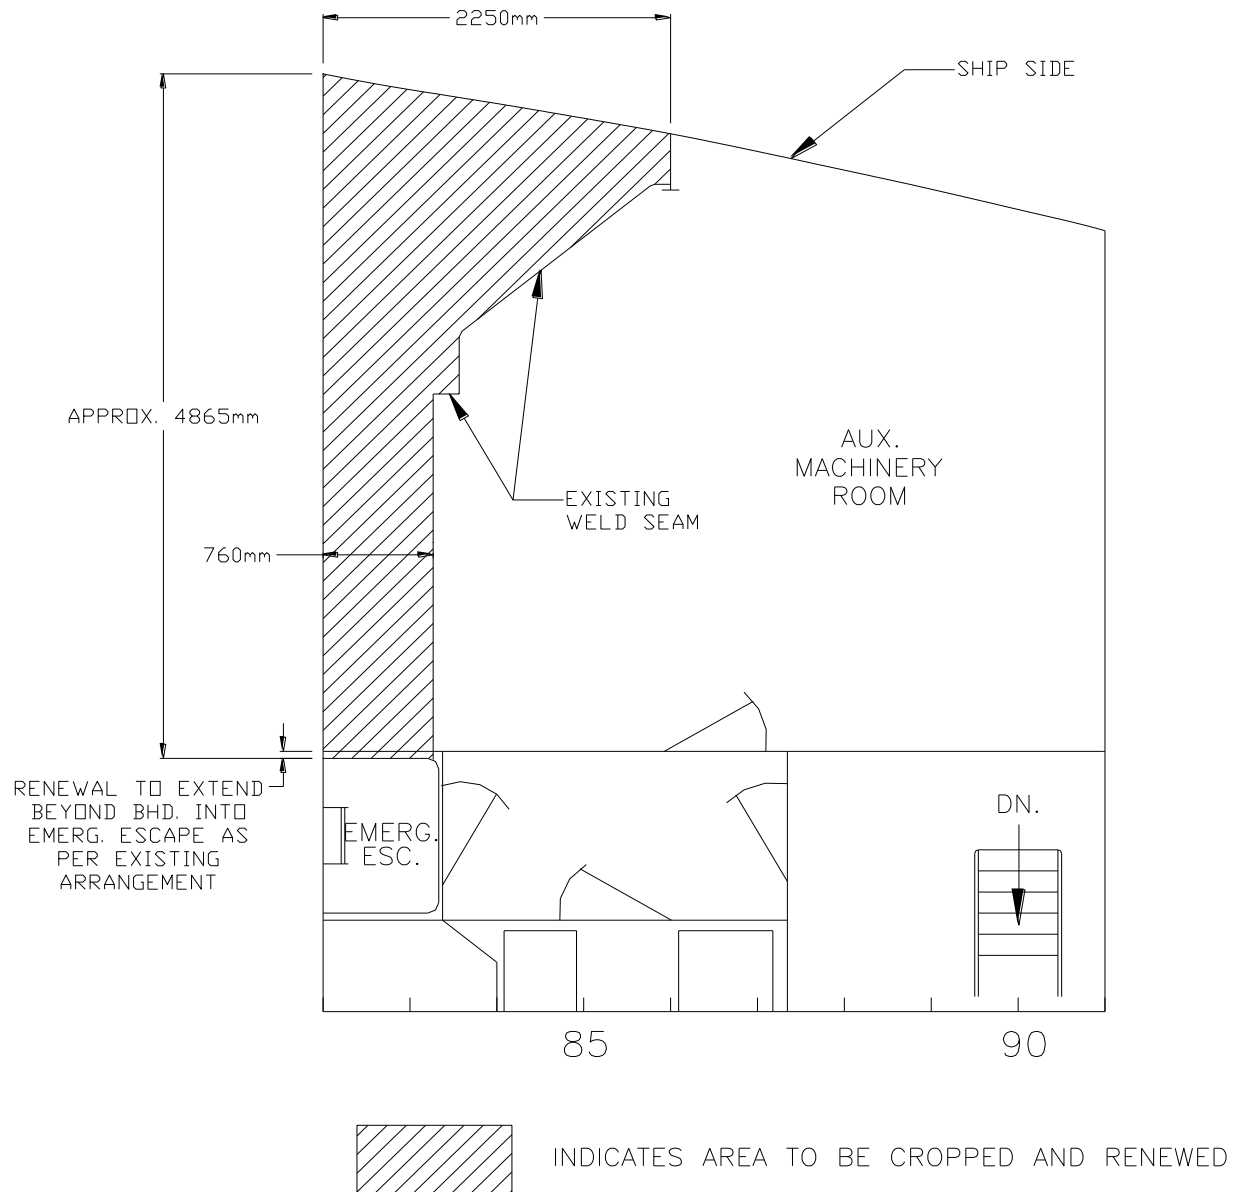 2250mm
SHIP SIDE
APPROX. 4865mm
AUX.
MACHINERY
ROOM
EXISTING
WELD SEAM
760mm
RENEWAL TO EXTEND
BEYOND BHD. INTO
EMERG. ESCAPE AS
PER EXISTING
ARRANGEMENT
EMERG.
ESC.
DN.
85
90
INDICATES AREA TO BE CROPPED AND RENEWED